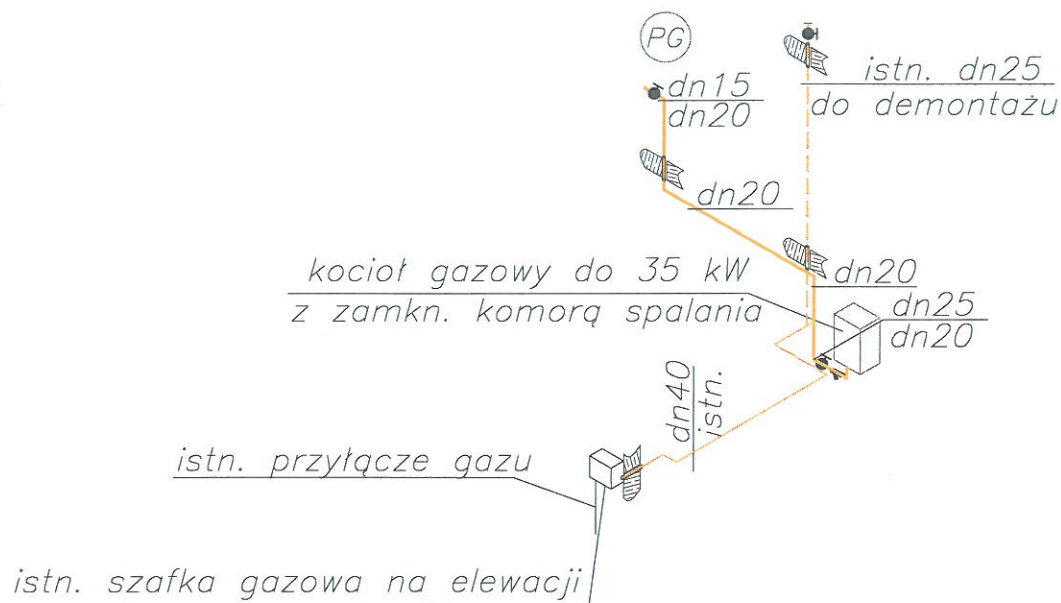 PG
istn. dn25
do demontażu
dn15
dn20
dn20
kocioł gazowy do 35 kW
z zamkn. komorą spalania
dn20
dn25
dn20
dn40
istn.
istn. przyłącze gazu
istn. szafka gazowa na elewacji